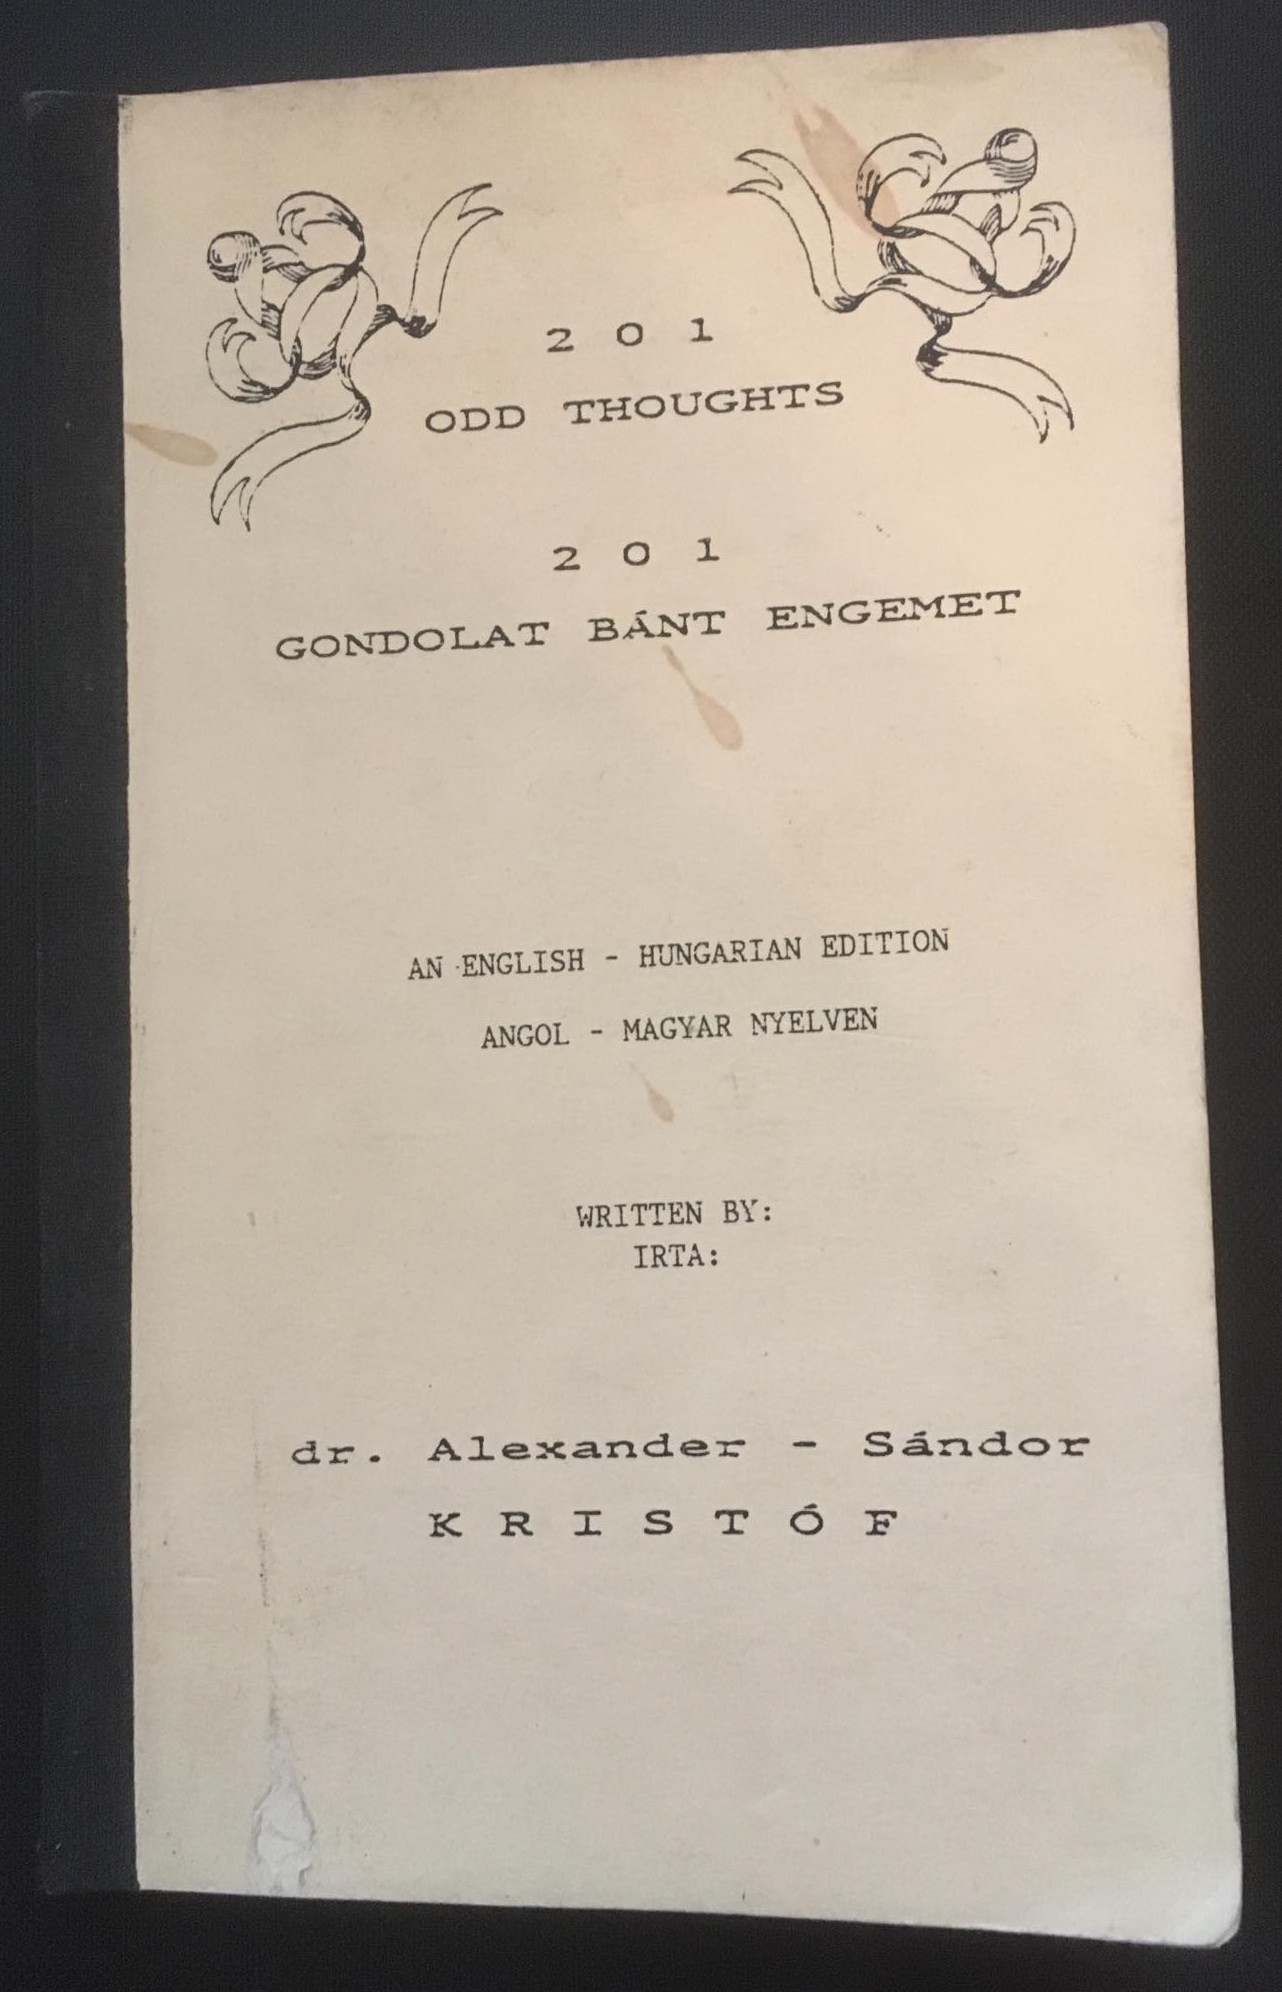 2 0 1
ODD THOUGHTS
2 0 1
GONDOLAT BÁNT ENGEMET
AN ENGLISH - HUNGARIAN EDITION
ANGOL - MAGYAR NYELVEN
WRITTEN BY:
IRTA:
dr. Alexander - Sándor
K R I S T Ó F